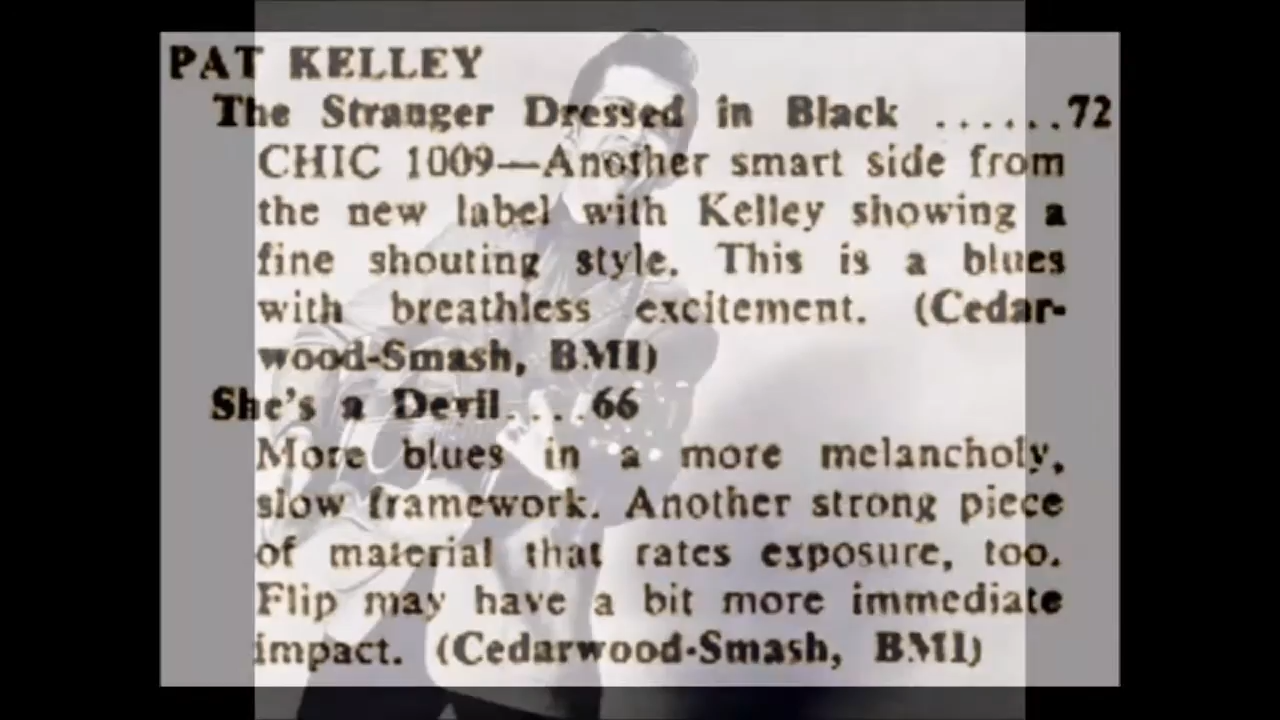 PAT KELLEY
The Stranger Dressed in Black ......72
CHIC 1009—Another smart side from
the new label with Kelley showing a
fine shouting style. This is a blues
with breathless excitement. (Cedar-
wood-Smash, BMI)
She's a Devil....66
More blues in a more melancholy,
slow framework. Another strong piece
of material that rates exposure, too.
Flip may have a bit more immediate
impact. (Cedarwood-Smash, BMI)